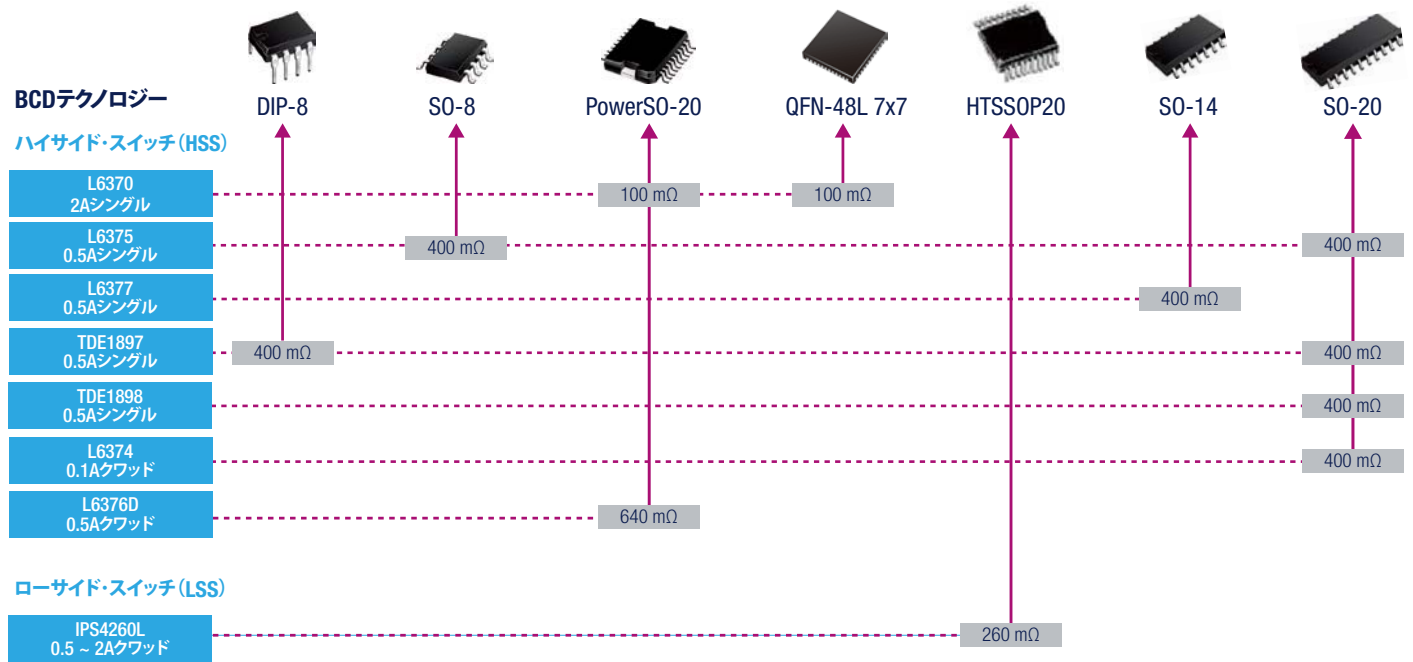 BCDテクノロジー
DIP-8
SO-8
PowerSO-20
QFN-48L 7x7
HTSSOP20
SO-14
SO-20
ハイサイド・スイッチ（HSS）
L6370
2Aシングル
100 mΩ
100 mΩ
L6375
0.5Aシングル
400 mΩ
400 mΩ
L6377
0.5Aシングル
400 mΩ
TDE1897
0.5Aシングル
400 mΩ
400 mΩ
TDE1898
0.5Aシングル
400 mΩ
L6374
0.1Aクワッド
400 mΩ
L6376D
0.5Aクワッド
640 mΩ
ローサイド・スイッチ（LSS）
IPS4260L
0.5 ~ 2Aクワッド
260 mΩ